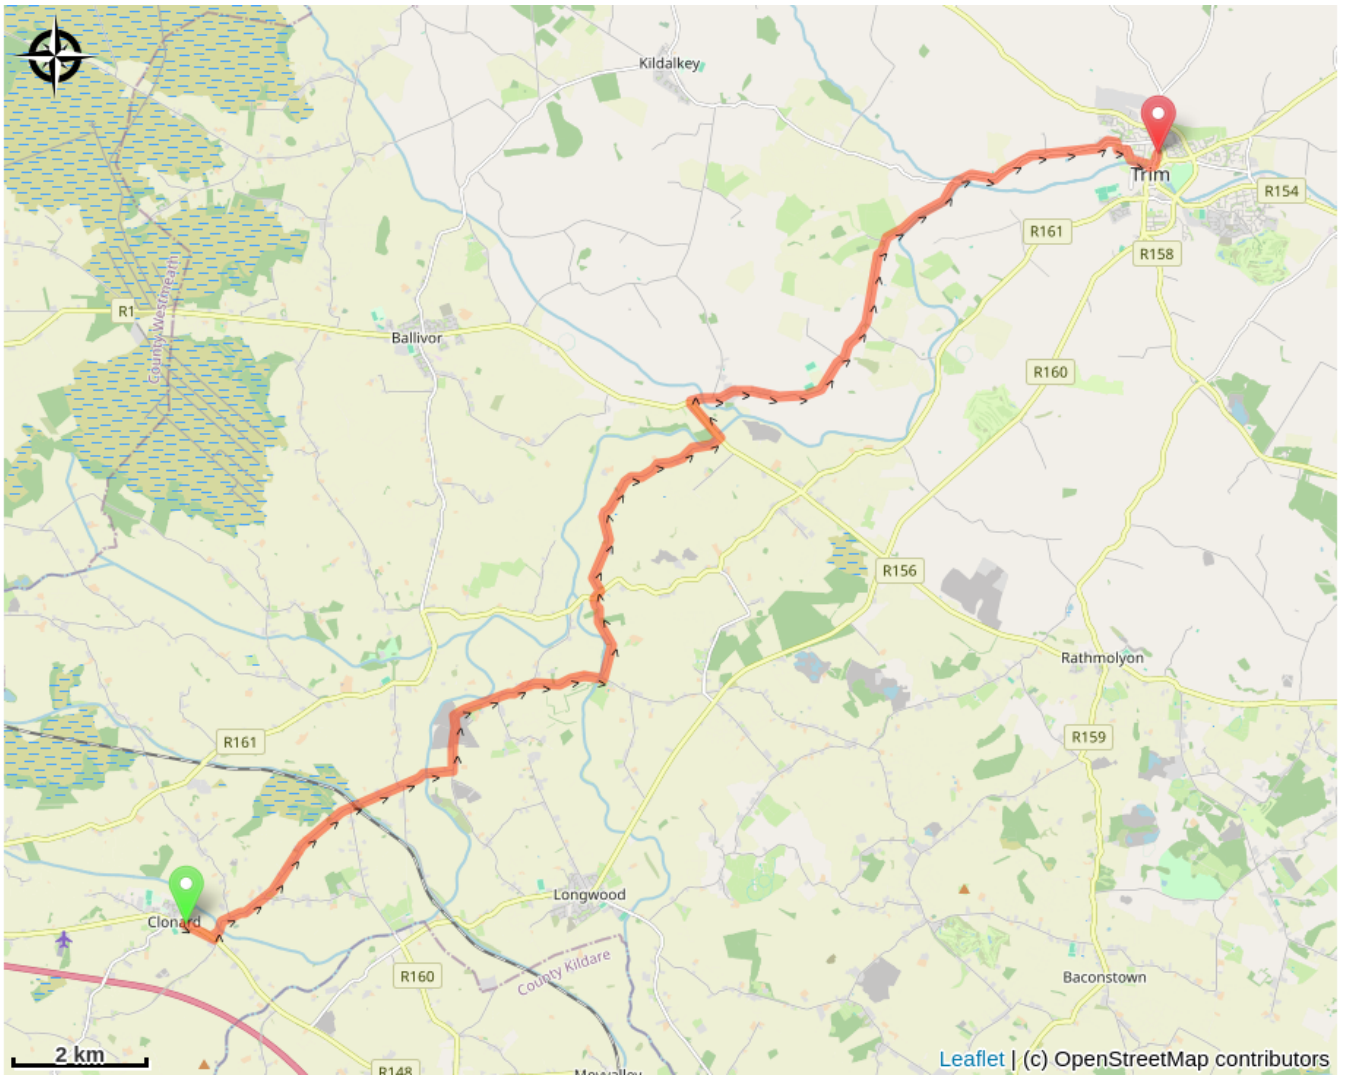 Kildalkey
Trim
R154
R161
R158
County Westmeath
R1
Ballivor
R160
R156
Rathmolyon
R161
R159
Longwood
Clonard
County Kildare
R160
Baconstown
2 km
R148
Moyvalley
Leaflet | (c) OpenStreetMap contributors